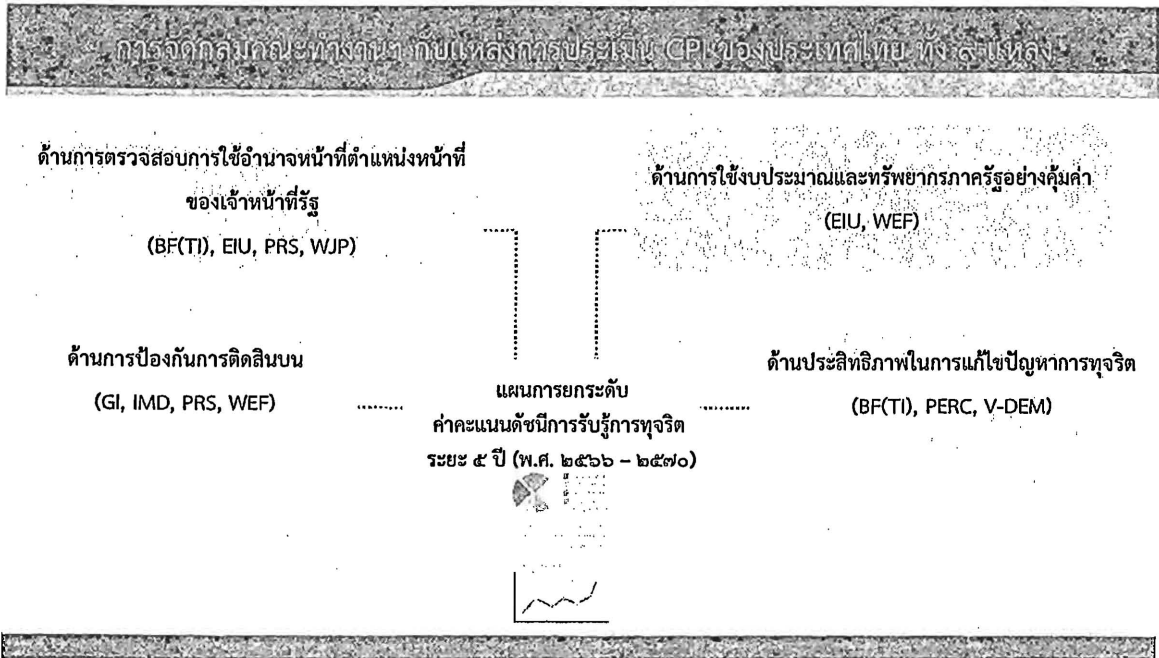 การจัดกลุ่มคณะทำงานฯ กับแหล่งการประเมิน CPI ของประเทศไทย ทั้ง ๙ แหล่ง
ด้านการตรวจสอบการใช้อำนาจหน้าที่ตำแหน่งหน้าที่
ของเจ้าหน้าที่รัฐ
(BF(TI), EIU, PRS, WJP)
ด้านการใช้งบประมาณและทรัพยากรภาครัฐอย่างคุ้มค่า
(EIU, WEF)
ด้านการป้องกันการติดสินบน
(GI, IMD, PRS, WEF)
แผนการยกระดับ
ค่าคะแนนดัชนีการรับรู้การทุจริต
ระยะ ๕ ปี (พ.ศ. ๒๕๖๖ – ๒๕๗๐)
ด้านประสิทธิภาพในการแก้ไขปัญหาการทุจริต
(BF(TI), PERC, V-DEM)